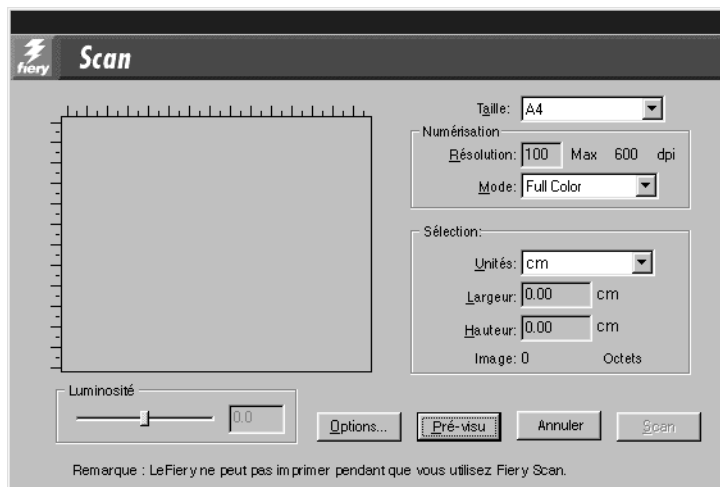 fiery
Scan
Taille: A4
Numérisation
Résolution: 100 Max 600 dpi
Mode: Full Color
Sélection:
Unités: cm
Largeur: 0.00 cm
Hauteur: 0.00 cm
Image: 0 Octets
Luminosité
0.0
Options... Pré-visu Annuler Scan
Remarque : LeFiery ne peut pas imprimer pendant que vous utilisez Fiery Scan.